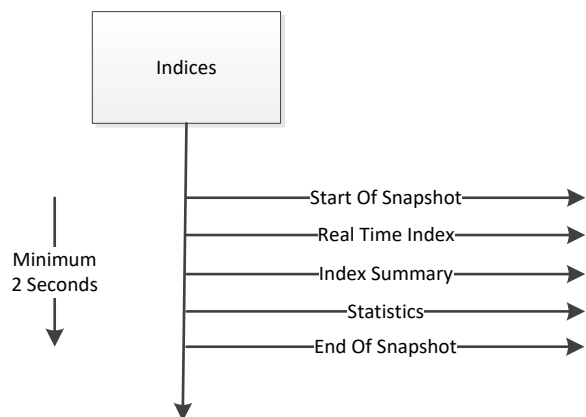 Indices
Start Of Snapshot
Real Time Index
Minimum
2 Seconds
Index Summary
Statistics
End Of Snapshot